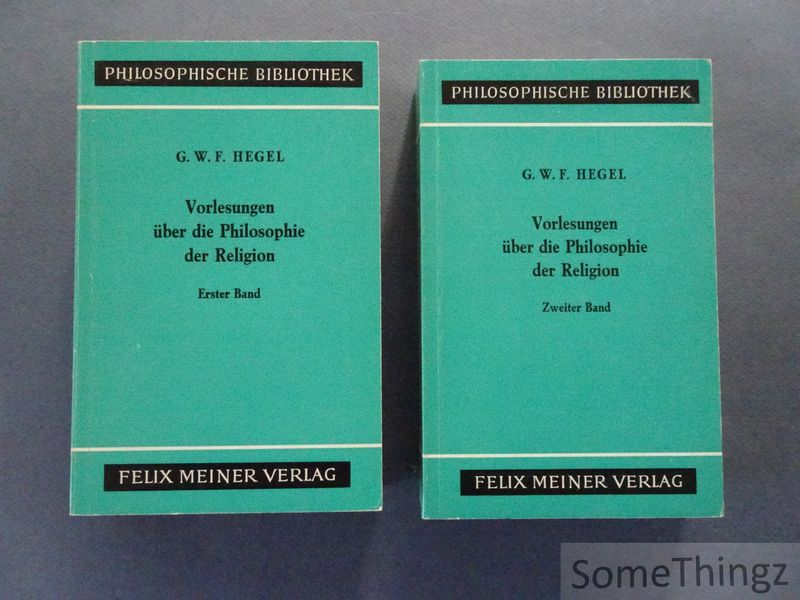 PHILOSOPHISCHE BIBLIOTHEK
G. W. F. HEGEL
Vorlesungen
über die Philosophie
der Religion
Erster Band
FELIX MEINER VERLAG
PHILOSOPHISCHE BIBLIOTHEK
G. W. F. HEGEL
Vorlesungen
über die Philosophie
der Religion
Zweiter Band
FELIX MEINER VERLAG
SomeThingz